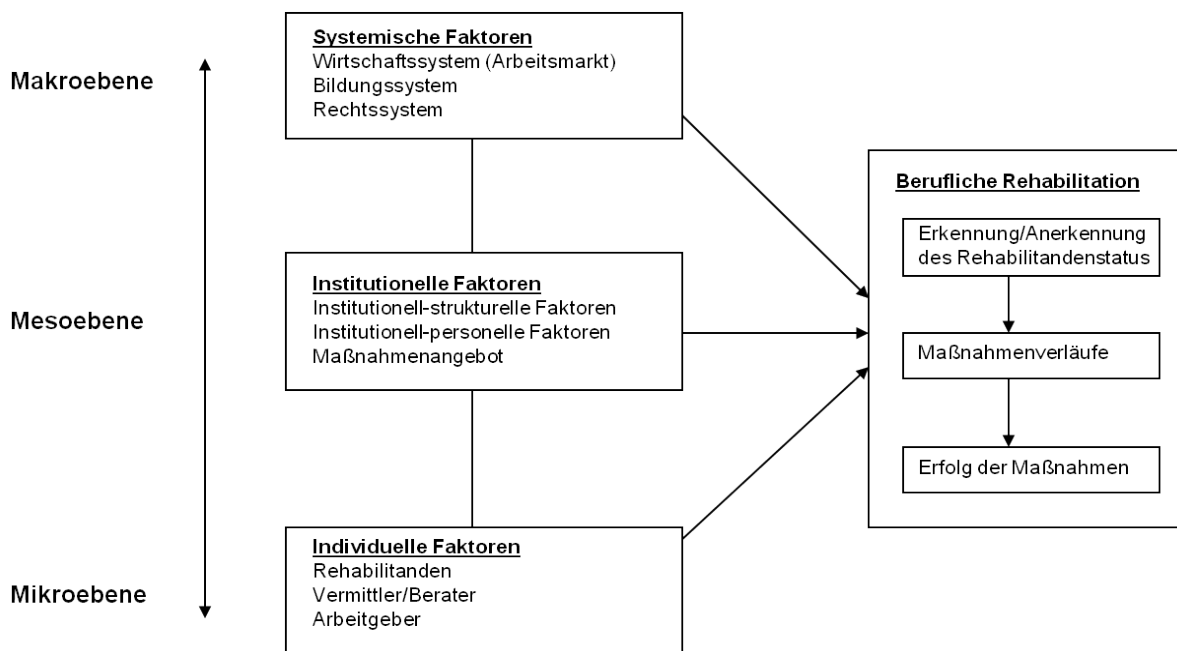 Makroebene
Systemische Faktoren
Wirtschaftssystem (Arbeitsmarkt)
Bildungssystem
Rechtssystem
Mesoebene
Institutionelle Faktoren
Institutionell-strukturelle Faktoren
Institutionell-personelle Faktoren
Maßnahmenangebot
Mikroebene
Individuelle Faktoren
Rehabilitanden
Vermittler/Berater
Arbeitgeber
Berufliche Rehabilitation
Erkennung/Anerkennung
des Rehabilitandenstatus
Maßnahmenverläufe
Erfolg der Maßnahmen